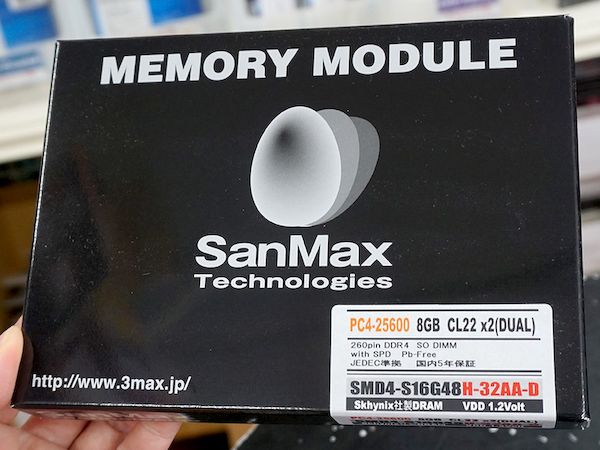 MEMORY MODULE
SanMax
Technologies
PC4-25600 8GB CL22 x2(DUAL)
260pin DDR4 SO DIMM
with SPD Pb-Free
JEDEC準拠 国内5年保証
SMD4-S16G48H-32AA-D
Skhynix社製DRAM VDD 1.2Volt
http://www.3max.jp/